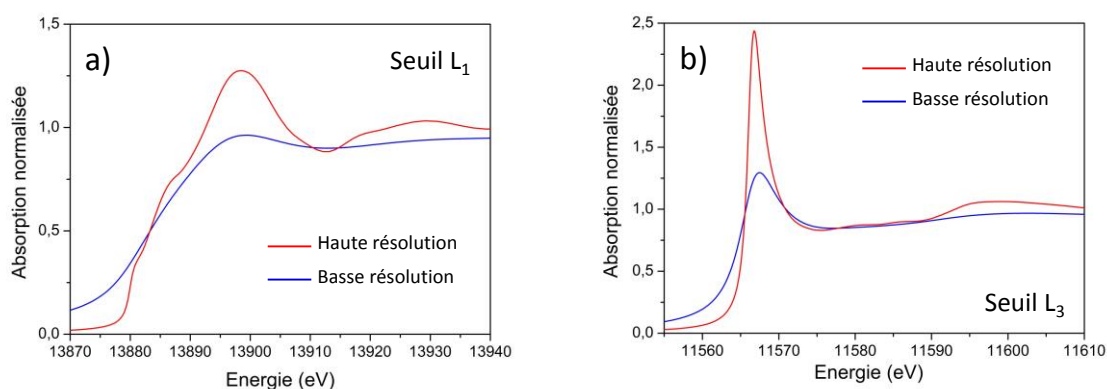 a)
Seuil L₁
Absorption normalisée
1,5
1,0
0,5
0,0
Haute résolution
Basse résolution
13870 13880 13890 13900 13910 13920 13930 13940
Energie (eV)
b)
Absorption normalisée
2,5
2,0
1,5
1,0
0,5
0,0
Haute résolution
Basse résolution
Seuil L₃
11560 11570 11580 11590 11600 11610
Energie (eV)